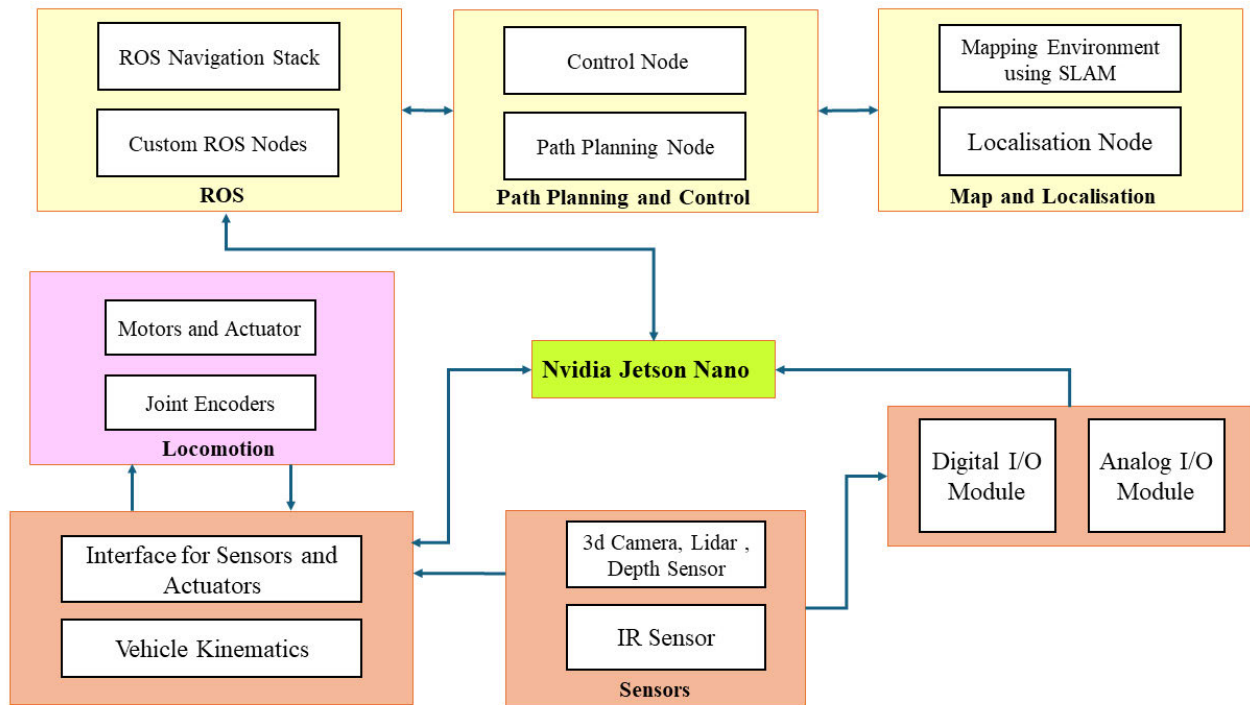 ROS Navigation Stack
Custom ROS Nodes
ROS
Control Node
Path Planning Node
Path Planning and Control
Mapping Environment
using SLAM
Localisation Node
Map and Localisation
Motors and Actuator
Joint Encoders
Locomotion
Nvidia Jetson Nano
Digital I/O
Module
Analog I/O
Module
Interface for Sensors and
Actuators
Vehicle Kinematics
3d Camera, Lidar ,
Depth Sensor
IR Sensor
Sensors